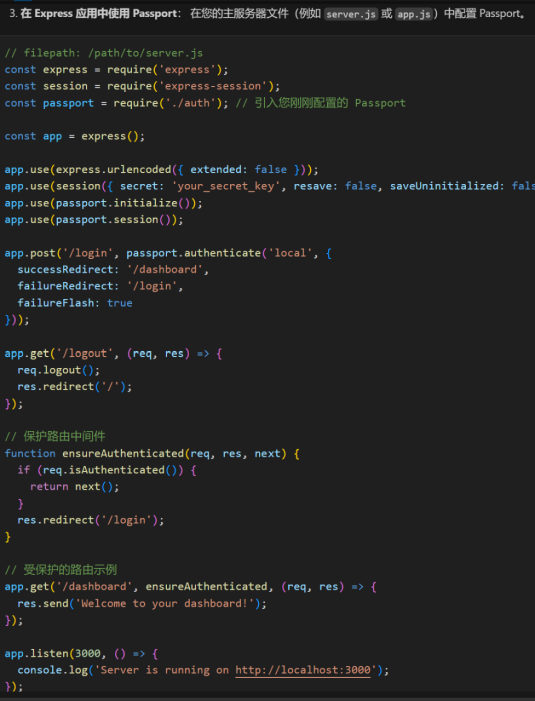 3. 在 Express 应用中使用 Passport： 在您的主服务器文件（例如 server.js 或 app.js）中配置 Passport。
// filepath: /path/to/server.js
const express = require('express');
const session = require('express-session');
const passport = require('./auth'); // 引入您刚刚配置的 Passport

const app = express();

app.use(express.urlencoded({ extended: false }));
app.use(session({ secret: 'your_secret_key', resave: false, saveUninitialized: fals
app.use(passport.initialize());
app.use(passport.session());

app.post('/login', passport.authenticate('local', {
  successRedirect: '/dashboard',
  failureRedirect: '/login',
  failureFlash: true
}));

app.get('/logout', (req, res) => {
  req.logout();
  res.redirect('/');
});

// 保护路由中间件
function ensureAuthenticated(req, res, next) {
  if (req.isAuthenticated()) {
    return next();
  }
  res.redirect('/login');
}

// 受保护的路由示例
app.get('/dashboard', ensureAuthenticated, (req, res) => {
  res.send('Welcome to your dashboard!');
});

app.listen(3000, () => {
  console.log('Server is running on http://localhost:3000');
});